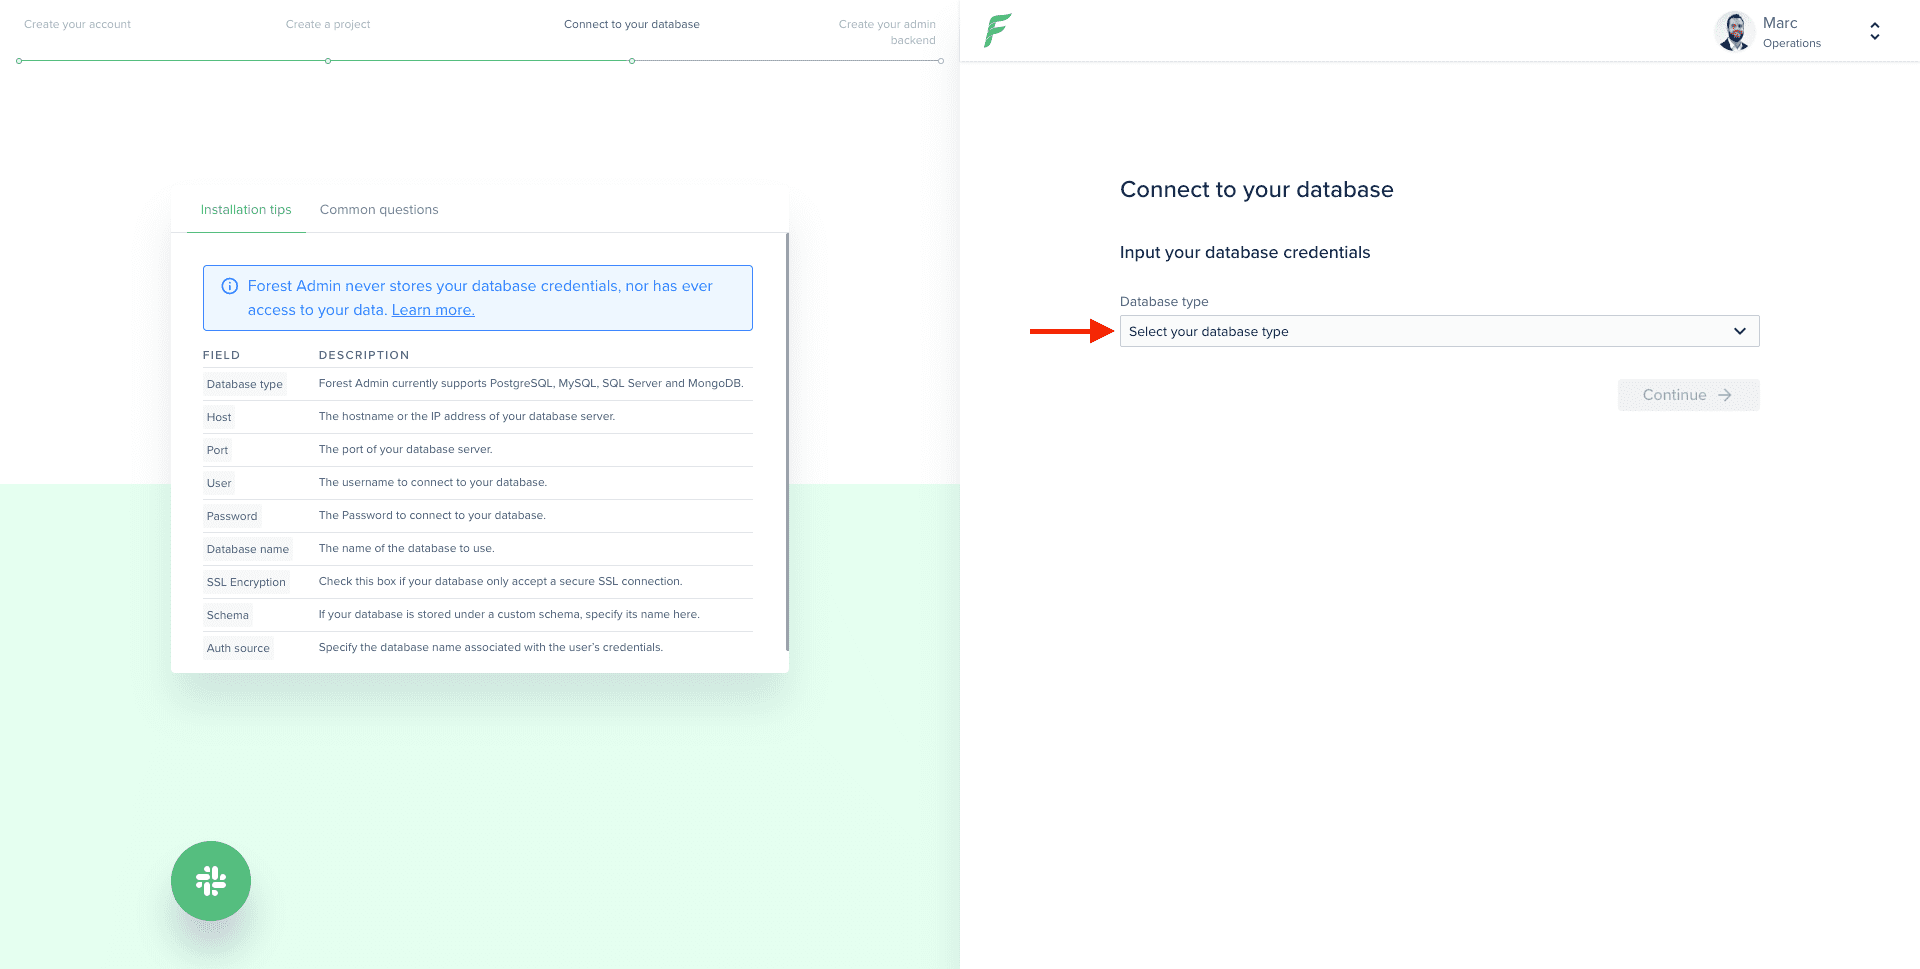 Create your account
Create a project
Connect to your database
Create your admin
backend
Installation tips
Common questions
Forest Admin never stores your database credentials, nor has ever
access to your data. Learn more.
FIELD DESCRIPTION
Database type Forest Admin currently supports PostgreSQL, MySQL, SQL Server and MongoDB.
Host The hostname or the IP address of your database server.
Port The port of your database server.
User The username to connect to your database.
Password The Password to connect to your database.
Database name The name of the database to use.
SSL Encryption Check this box if your database only accept a secure SSL connection.
Schema If your database is stored under a custom schema, specify its name here.
Auth source Specify the database name associated with the user's credentials.
Marc
Operations
Connect to your database
Input your database credentials
Database type
Select your database type
Continue